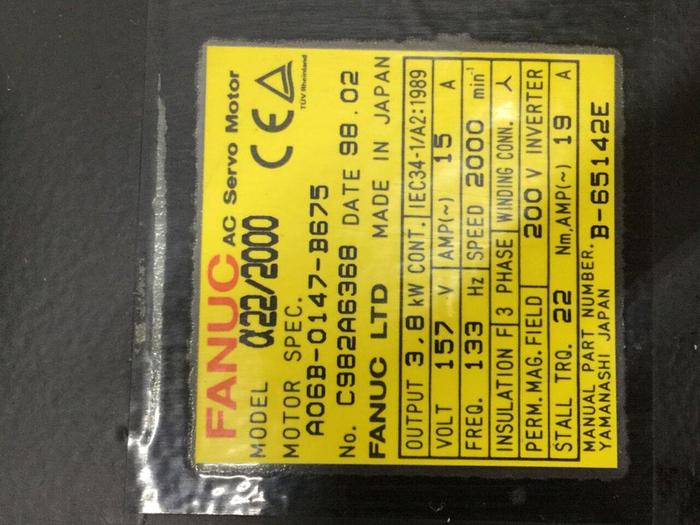 FANUC AC Servo Motor
MODEL α22/2000
CE TÜV Rheinland
MOTOR SPEC.
A06B-0147-B675
No. C982A6368 DATE 98.02
FANUC LTD MADE IN JAPAN
OUTPUT 3.8 kW CONT. IEC34-1/A2:1989
VOLT 157 V AMP(~) 15 A
FREQ. 133 Hz SPEED 2000 min⁻¹
INSULATION F 3 PHASE WINDING CONN. Y
PERM. MAG. FIELD 200 V INVERTER
STALL TRQ. 22 Nm, AMP(~) 19 A
MANUAL PART NUMBER.
YAMANASHI JAPAN B-65142E